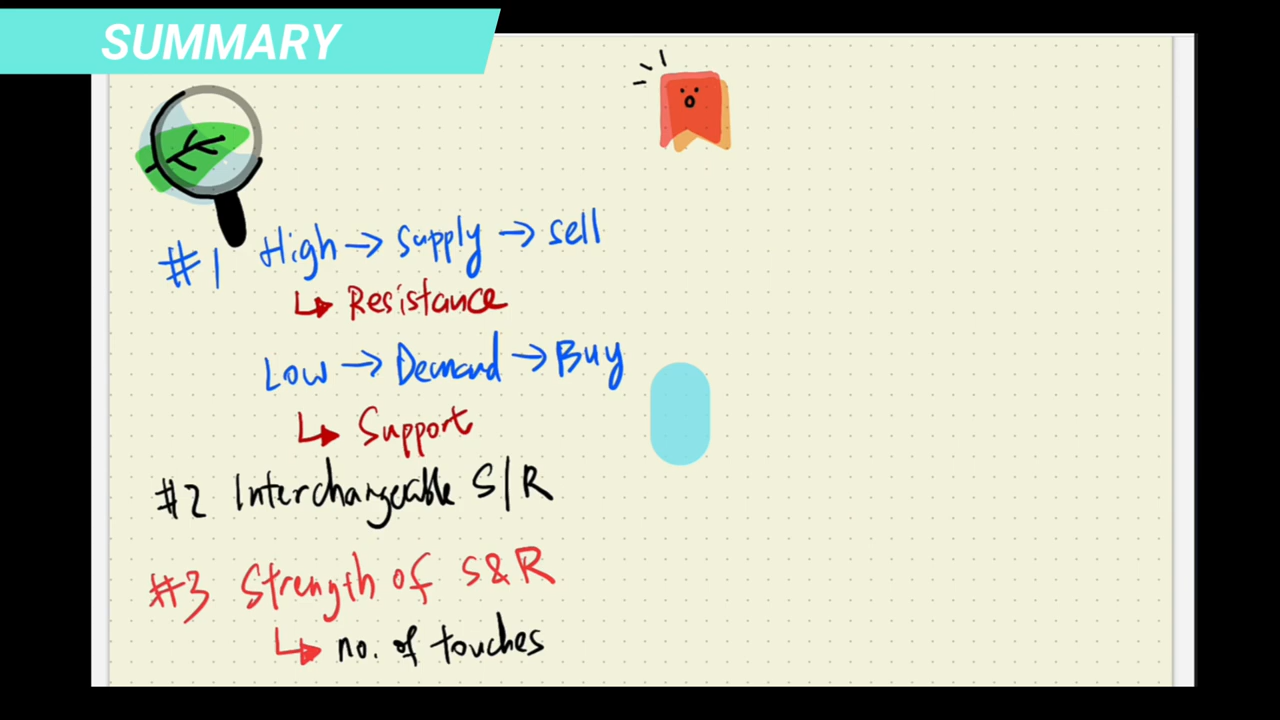 SUMMARY
#1 High → Supply → sell
↳ Resistance
Low → Demand → Buy
↳ Support
#2 Interchangeable S/R
#3 Strength of S&R
↳ no. of touches